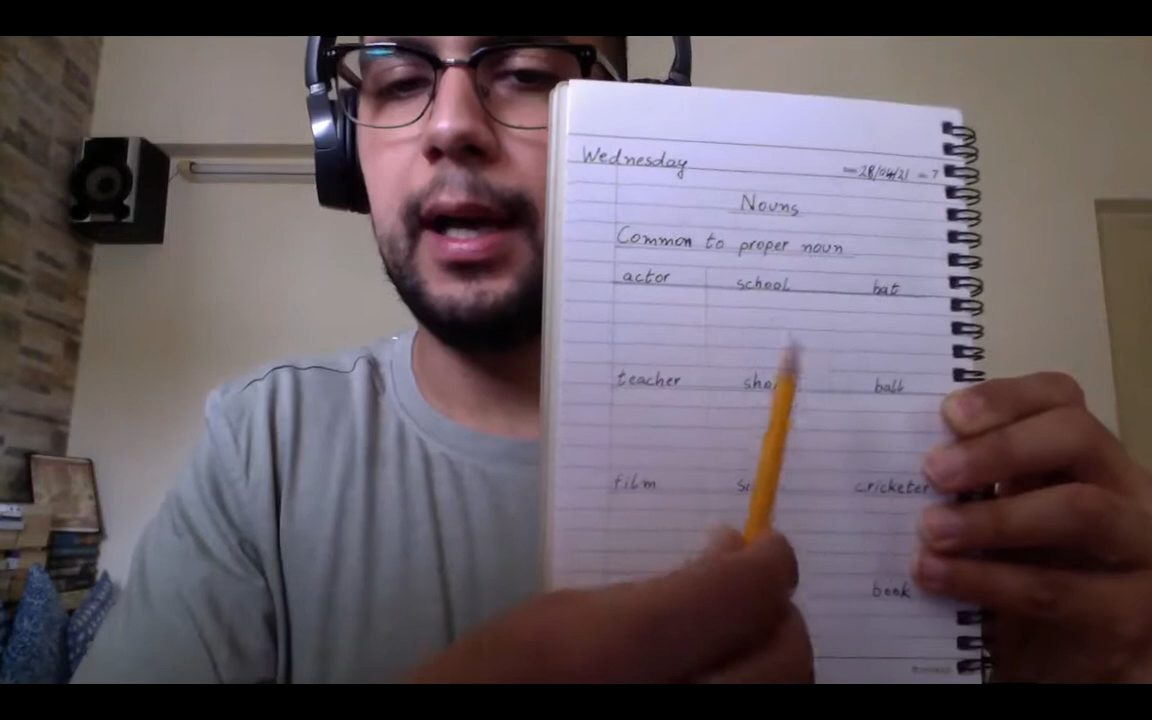 Wednesday 28/04/21
Nouns
Common to proper noun
actor school bat
teacher ball
film cricketer
book